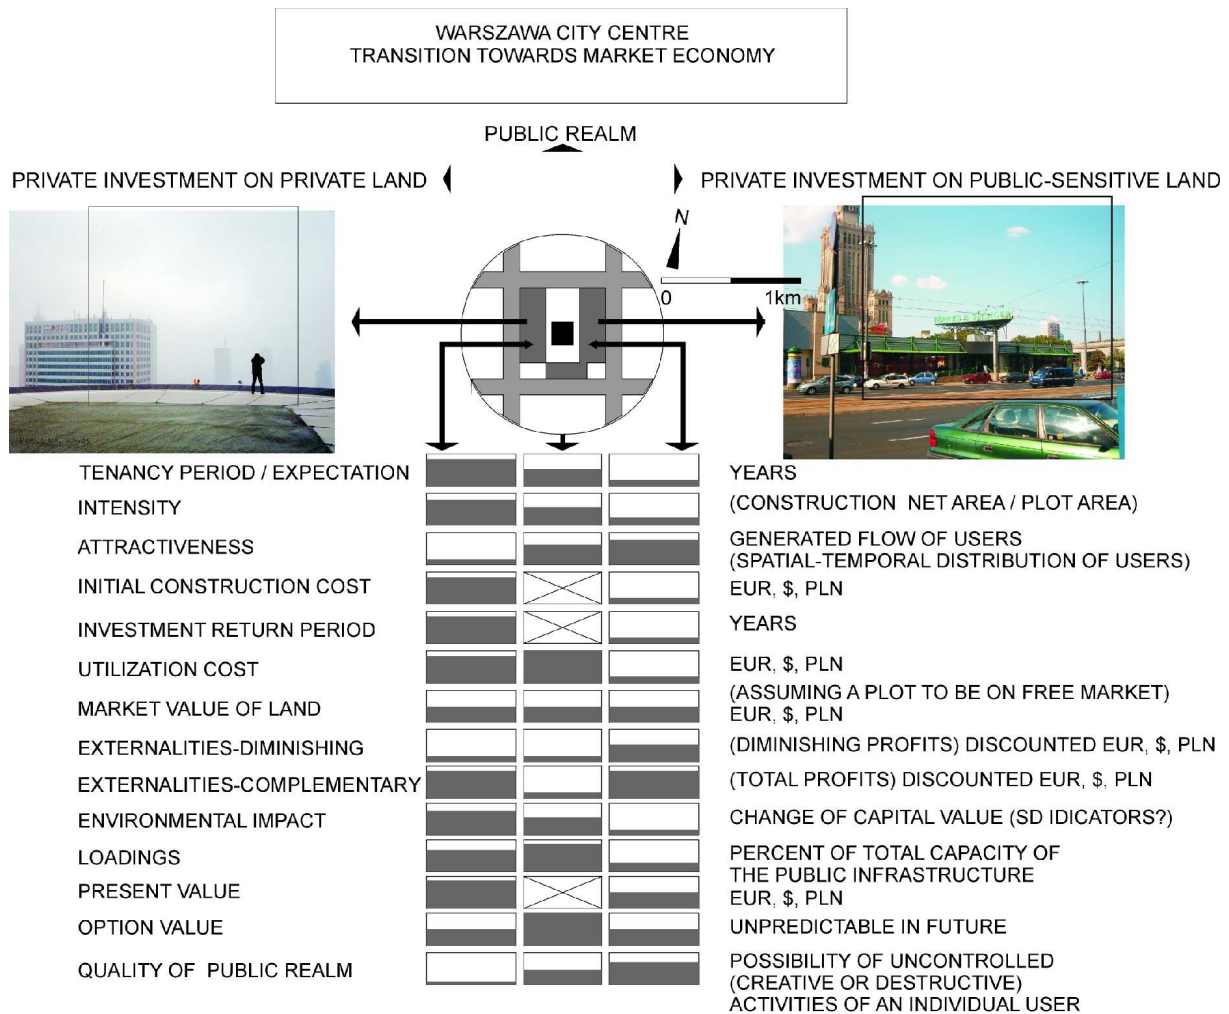 WARSZAWA CITY CENTRE
TRANSITION TOWARDS MARKET ECONOMY
PUBLIC REALM
PRIVATE INVESTMENT ON PRIVATE LAND
PRIVATE INVESTMENT ON PUBLIC-SENSITIVE LAND
N
0
1km
TENANCY PERIOD / EXPECTATION
YEARS
INTENSITY
(CONSTRUCTION NET AREA / PLOT AREA)
ATTRACTIVENESS
GENERATED FLOW OF USERS
(SPATIAL-TEMPORAL DISTRIBUTION OF USERS)
INITIAL CONSTRUCTION COST
EUR, $, PLN
INVESTMENT RETURN PERIOD
YEARS
UTILIZATION COST
EUR, $, PLN
MARKET VALUE OF LAND
(ASSUMING A PLOT TO BE ON FREE MARKET)
EUR, $, PLN
EXTERNALITIES-DIMINISHING
(DIMINISHING PROFITS) DISCOUNTED EUR, $, PLN
EXTERNALITIES-COMPLEMENTARY
(TOTAL PROFITS) DISCOUNTED EUR, $, PLN
ENVIRONMENTAL IMPACT
CHANGE OF CAPITAL VALUE (SD IDICATORS?)
LOADINGS
PERCENT OF TOTAL CAPACITY OF
THE PUBLIC INFRASTRUCTURE
PRESENT VALUE
EUR, $, PLN
OPTION VALUE
UNPREDICTABLE IN FUTURE
QUALITY OF PUBLIC REALM
POSSIBILITY OF UNCONTROLLED
(CREATIVE OR DESTRUCTIVE)
ACTIVITIES OF AN INDIVIDUAL USER